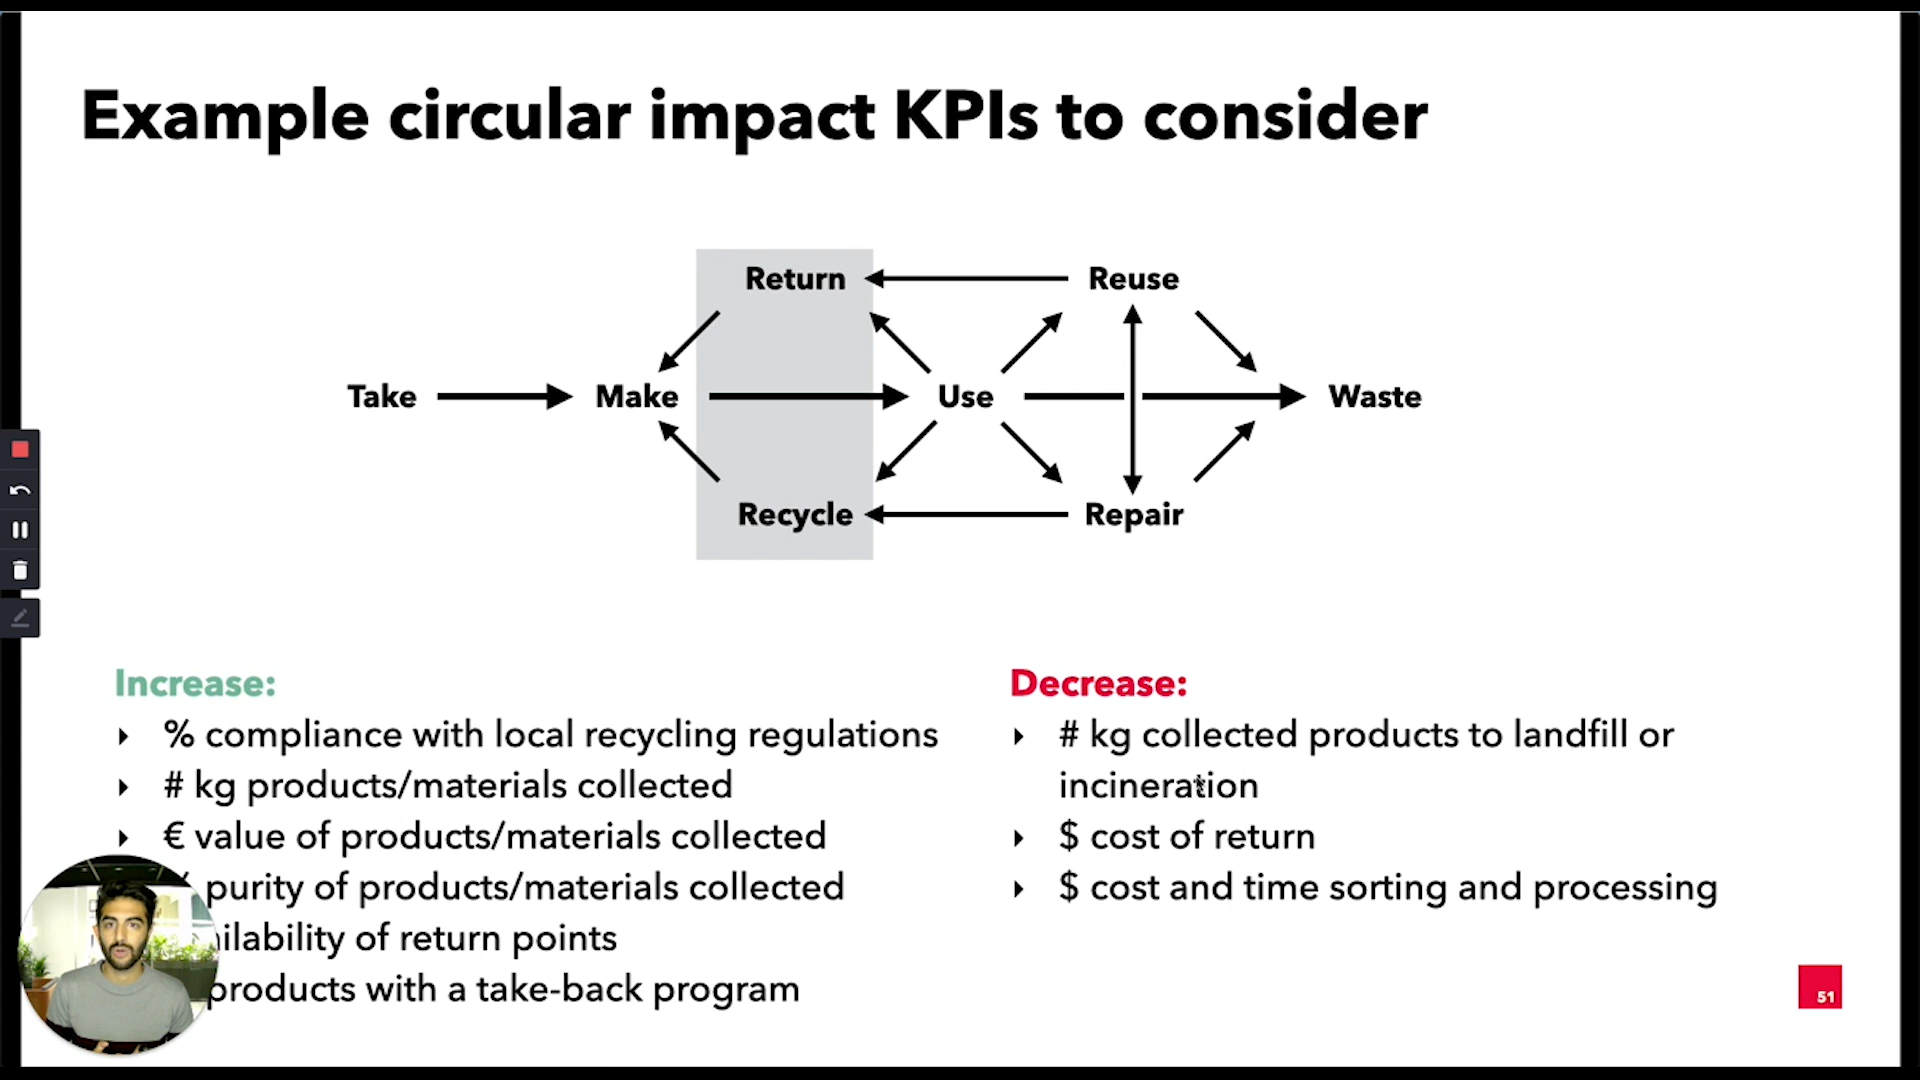 Example circular impact KPIs to consider
Return
Reuse
Take
Make
Use
Waste
Recycle
Repair
Increase:
‣ % compliance with local recycling regulations
‣ # kg products/materials collected
‣ € value of products/materials collected
purity of products/materials collected
of return points
products with a take-back program
Decrease:
‣ # kg collected products to landfill or
incineration
‣ $ cost of return
‣ $ cost and time sorting and processing
51